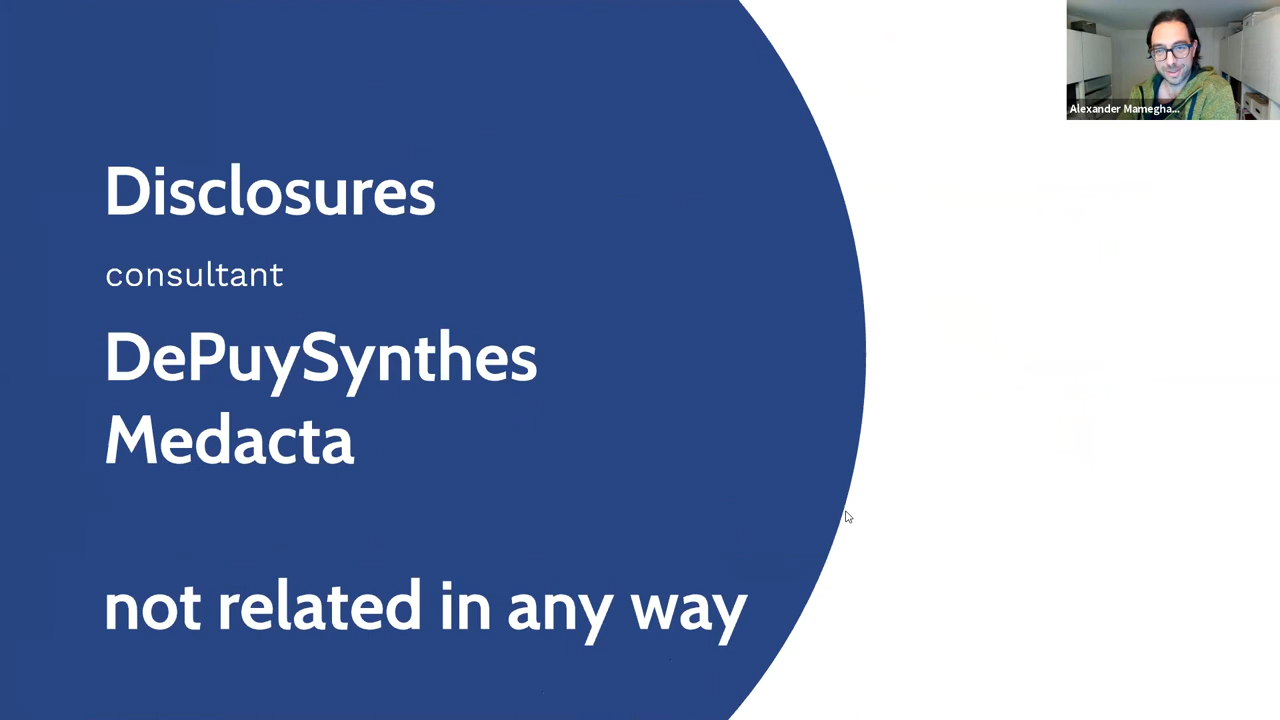 Disclosures
consultant
DePuySynthes
Medacta
not related in any way
Alexander Mamegha...